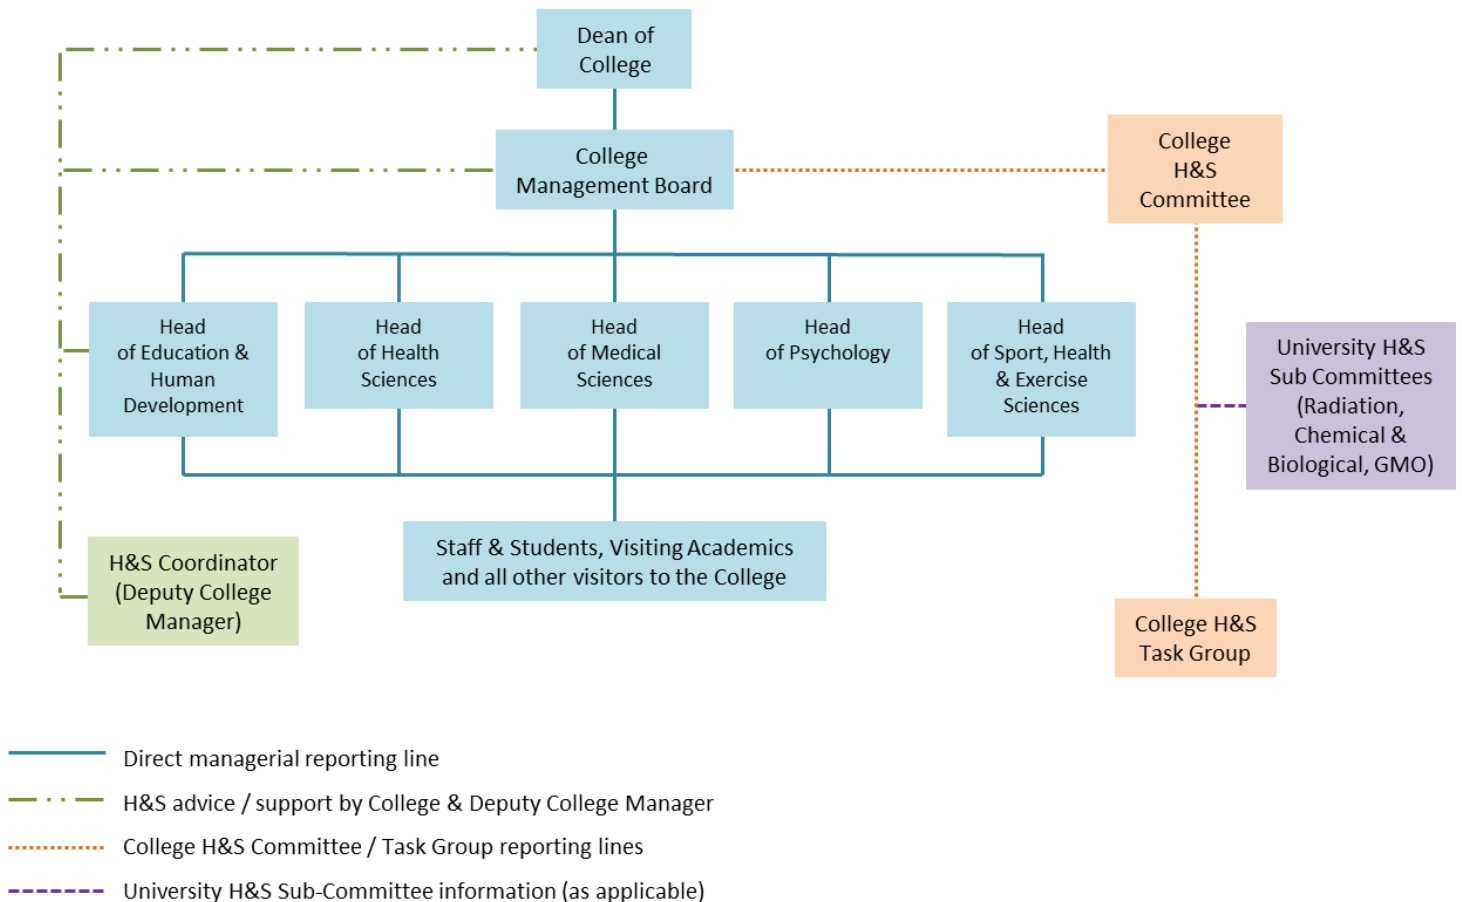 Dean of
College
College
Management Board
College
H&S
Committee
Head
of Education &
Human
Development
Head
of Health
Sciences
Head
of Medical
Sciences
Head
of Psychology
Head
of Sport, Health
& Exercise
Sciences
University H&S
Sub Committees
(Radiation,
Chemical &
Biological, GMO)
H&S Coordinator
(Deputy College
Manager)
Staff & Students, Visiting Academics
and all other visitors to the College
College H&S
Task Group
Direct managerial reporting line
H&S advice / support by College & Deputy College Manager
College H&S Committee / Task Group reporting lines
University H&S Sub-Committee information (as applicable)